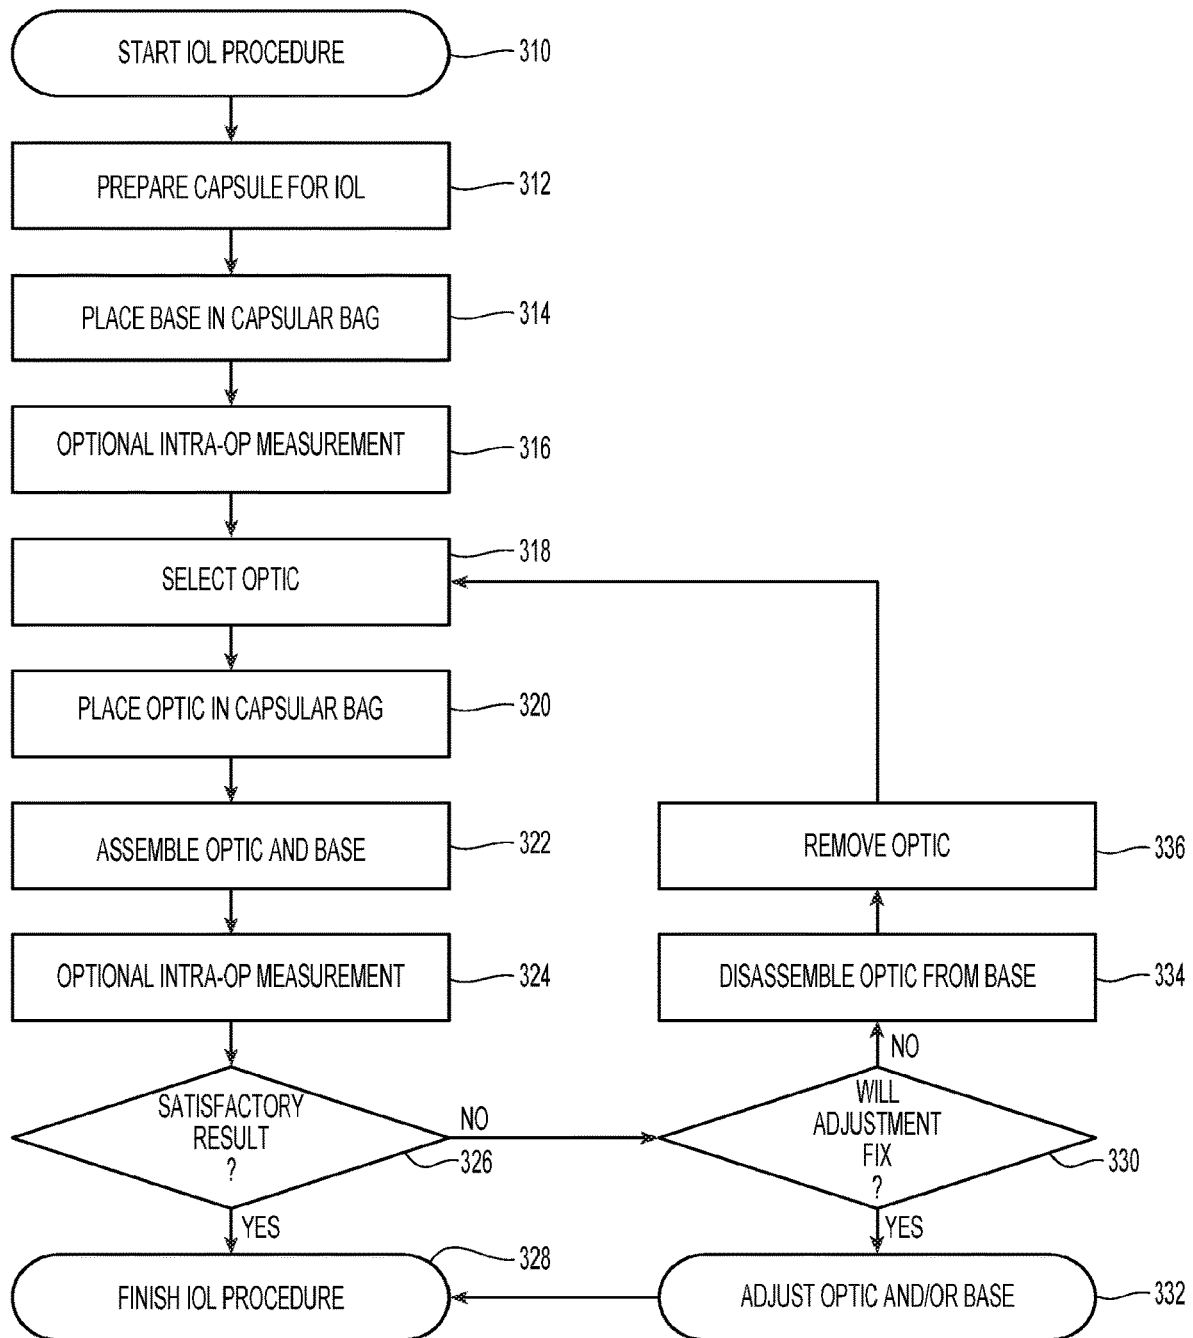 START IOL PROCEDURE
310
PREPARE CAPSULE FOR IOL
312
PLACE BASE IN CAPSULAR BAG
314
OPTIONAL INTRA-OP MEASUREMENT
316
SELECT OPTIC
318
PLACE OPTIC IN CAPSULAR BAG
320
ASSEMBLE OPTIC AND BASE
322
REMOVE OPTIC
336
OPTIONAL INTRA-OP MEASUREMENT
324
DISASSEMBLE OPTIC FROM BASE
334
SATISFACTORY
RESULT
?
326
NO
YES
WILL
ADJUSTMENT
FIX
?
330
NO
YES
FINISH IOL PROCEDURE
328
ADJUST OPTIC AND/OR BASE
332